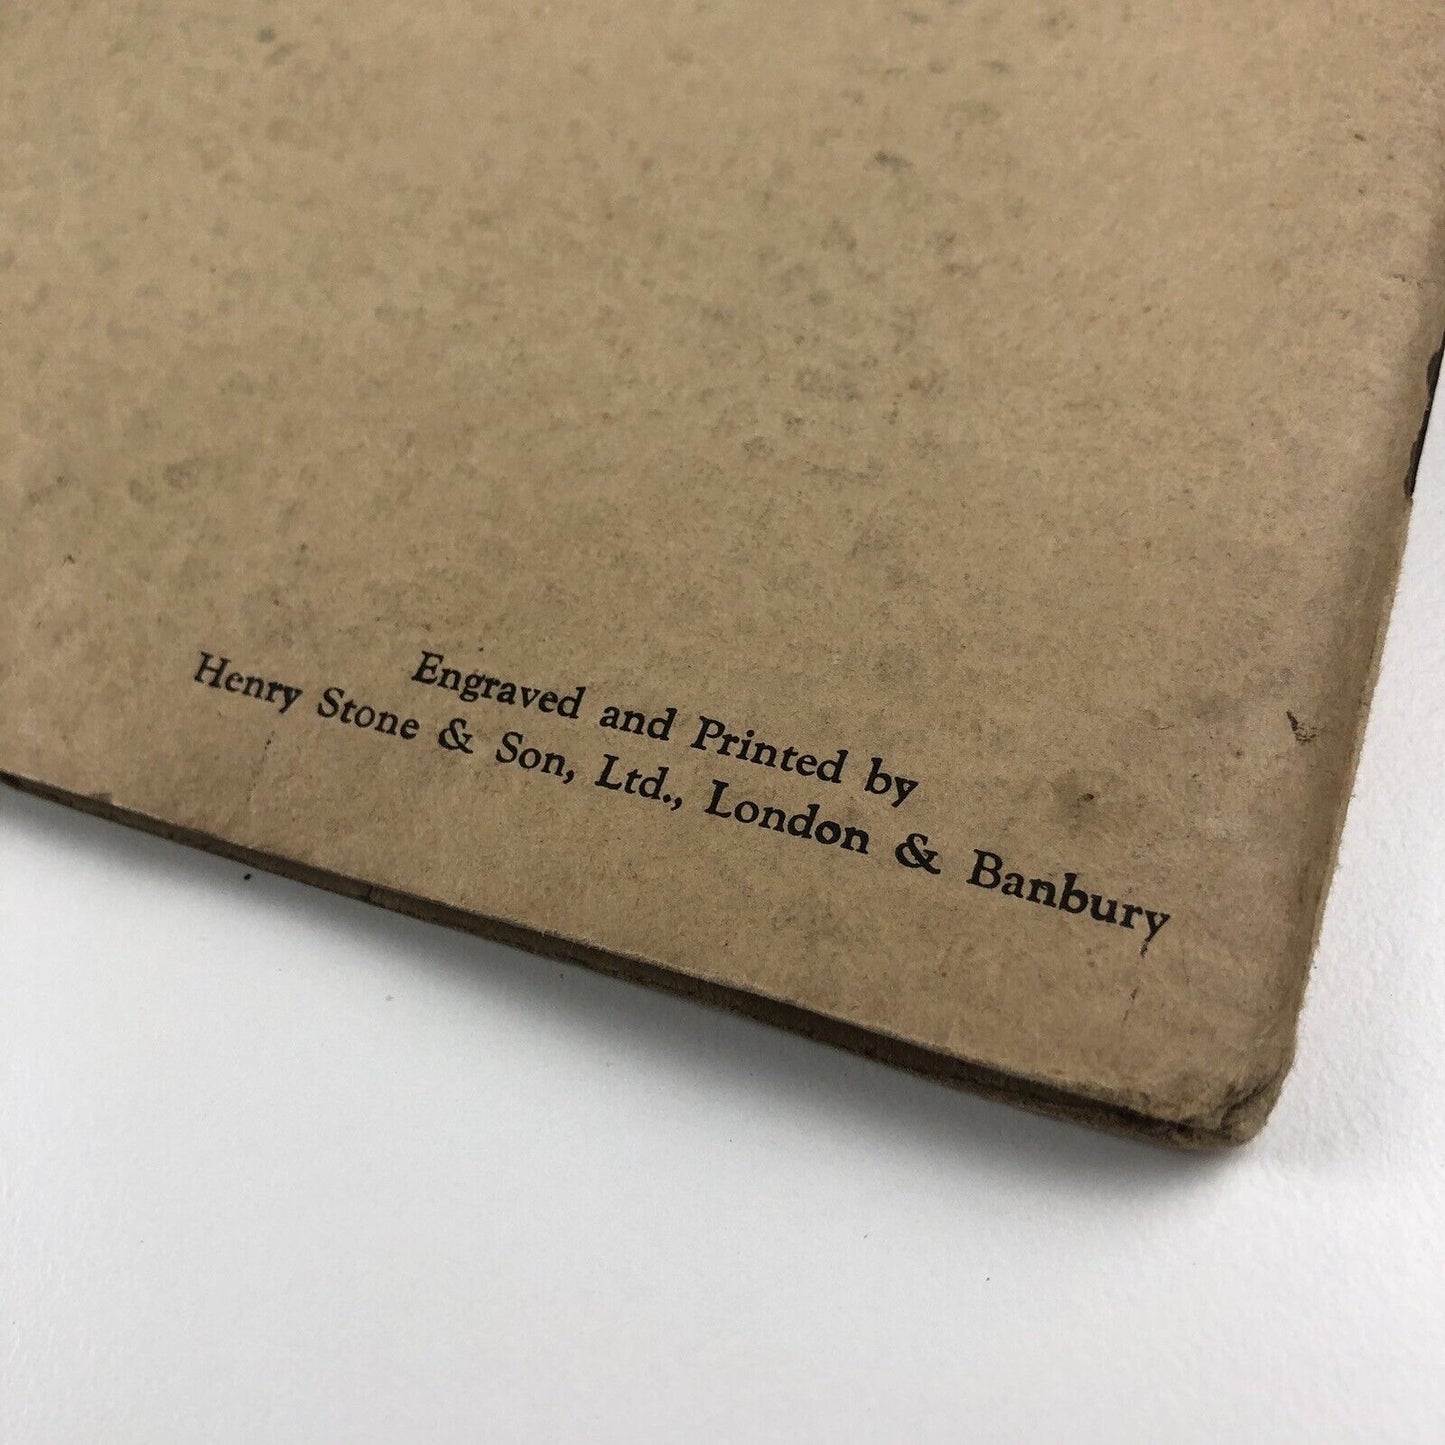 Engraved and Printed by
Henry Stone & Son, Ltd., London & Banbury